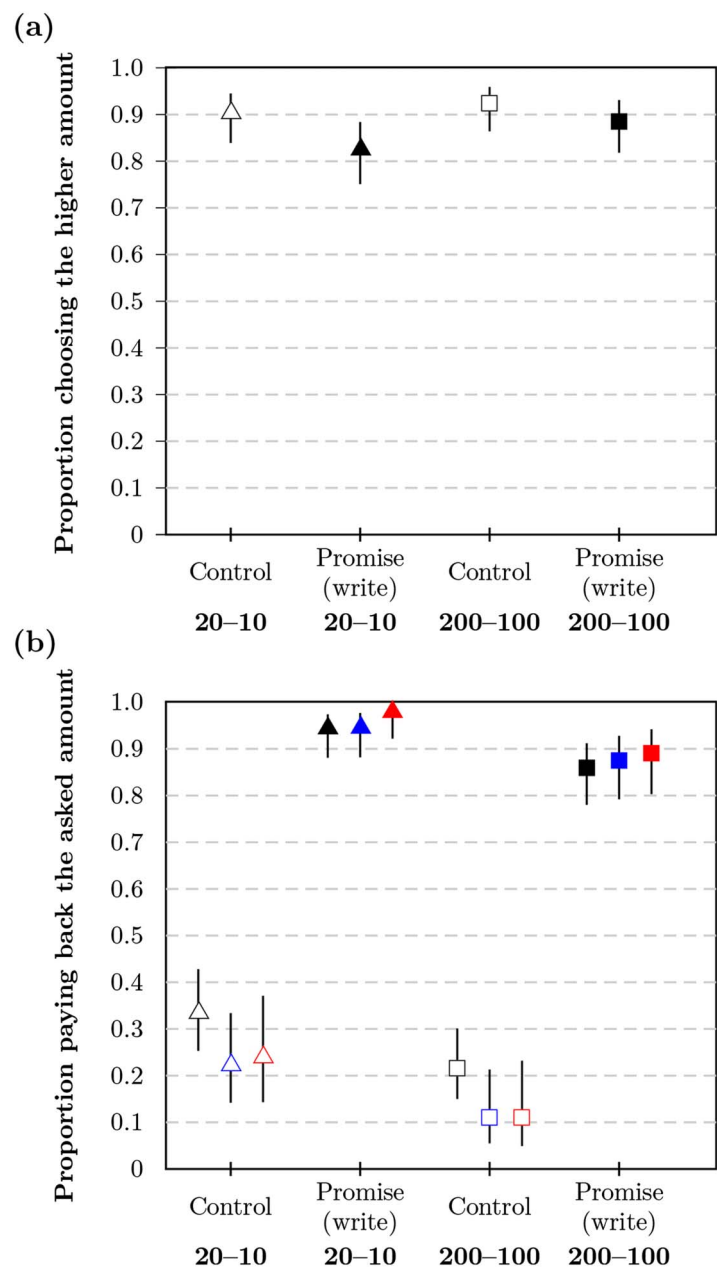 (a)
Proportion choosing the higher amount
1.0
0.9
0.8
0.7
0.6
0.5
0.4
0.3
0.2
0.1
0
Control
Promise
(write)
Control
Promise
(write)
20–10
20–10
200–100
200–100
(b)
Proportion paying back the asked amount
1.0
0.9
0.8
0.7
0.6
0.5
0.4
0.3
0.2
0.1
0
Control
Promise
(write)
Control
Promise
(write)
20–10
20–10
200–100
200–100